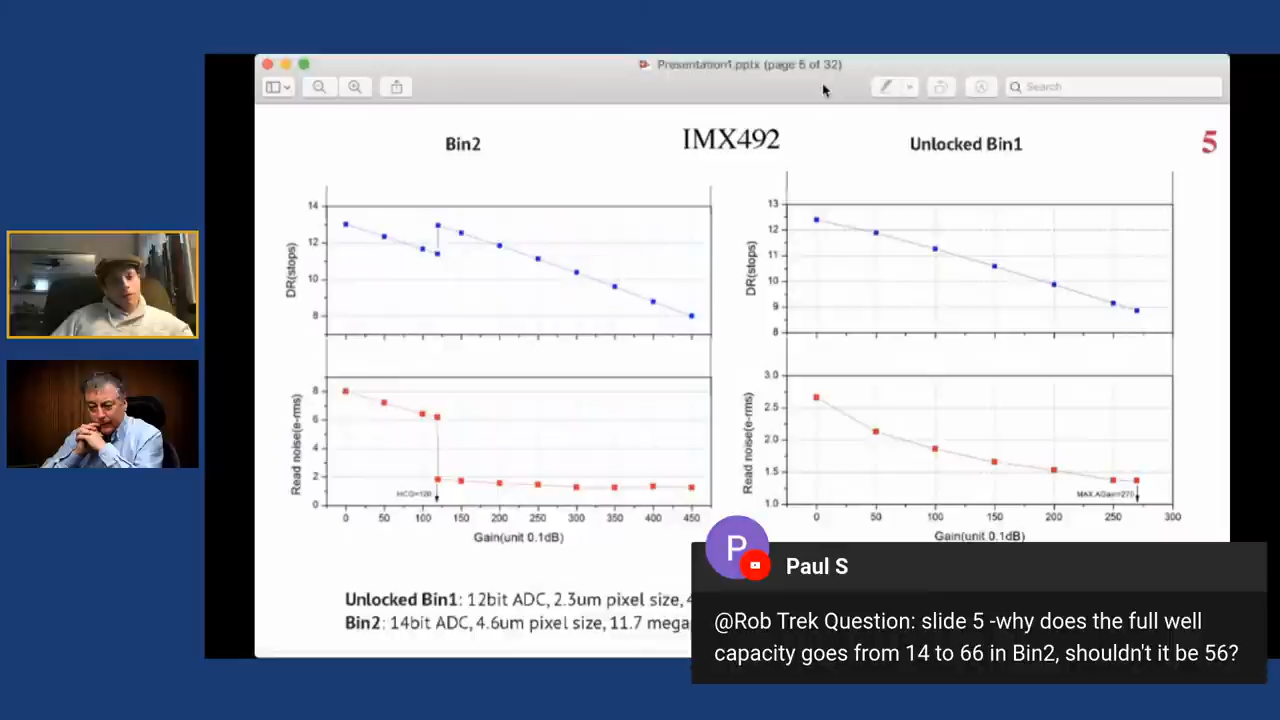 Presentation1.pptx (page 5 of 32)
Search
Bin2
IMX492
Unlocked Bin1
5
14
12
10
8
DR(stops)
13
12
11
10
9
8
DR(stops)
8
6
4
2
0
Read noise(e-rms)
HCG=120
0 50 100 150 200 250 300 350 400 450
Gain(unit 0.1dB)
3.0
2.5
2.0
1.5
1.0
Read noise(e-rms)
MAX.AGain=270
0 50 100 150 200 250 300
Gain(unit 0.1dB)
Unlocked Bin1: 12bit ADC, 2.3um pixel size,
Bin2: 14bit ADC, 4.6um pixel size, 11.7 mega
P
Paul S
@Rob Trek Question: slide 5 -why does the full well
capacity goes from 14 to 66 in Bin2, shouldn't it be 56?